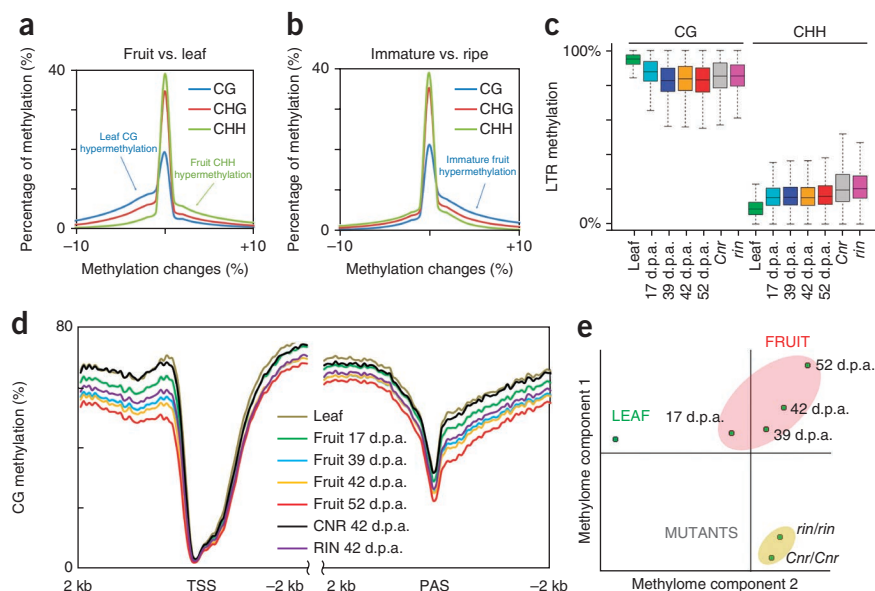 a
Fruit vs. leaf
Percentage of methylation (%)
40
20
0
–10
+10
Methylation changes (%)
CG
CHG
CHH
Leaf CG
hypermethylation
Fruit CHH
hypermethylation
b
Immature vs. ripe
Percentage of methylation (%)
40
20
0
–10
+10
Methylation changes (%)
CG
CHG
CHH
Immature fruit
hypermethylation
c
CG
CHH
LTR methylation
100%
0%
Leaf
17 d.p.a.
39 d.p.a.
42 d.p.a.
52 d.p.a.
Cnr
rin
Leaf
17 d.p.a.
39 d.p.a.
42 d.p.a.
52 d.p.a.
Cnr
rin
d
CG methylation (%)
80
0
Leaf
Fruit 17 d.p.a.
Fruit 39 d.p.a.
Fruit 42 d.p.a.
Fruit 52 d.p.a.
CNR 42 d.p.a.
RIN 42 d.p.a.
2 kb
TSS
–2 kb
2 kb
PAS
–2 kb
e
Methylome component 1
FRUIT
52 d.p.a.
LEAF
17 d.p.a.
42 d.p.a.
39 d.p.a.
MUTANTS
rin/rin
Cnr/Cnr
Methylome component 2